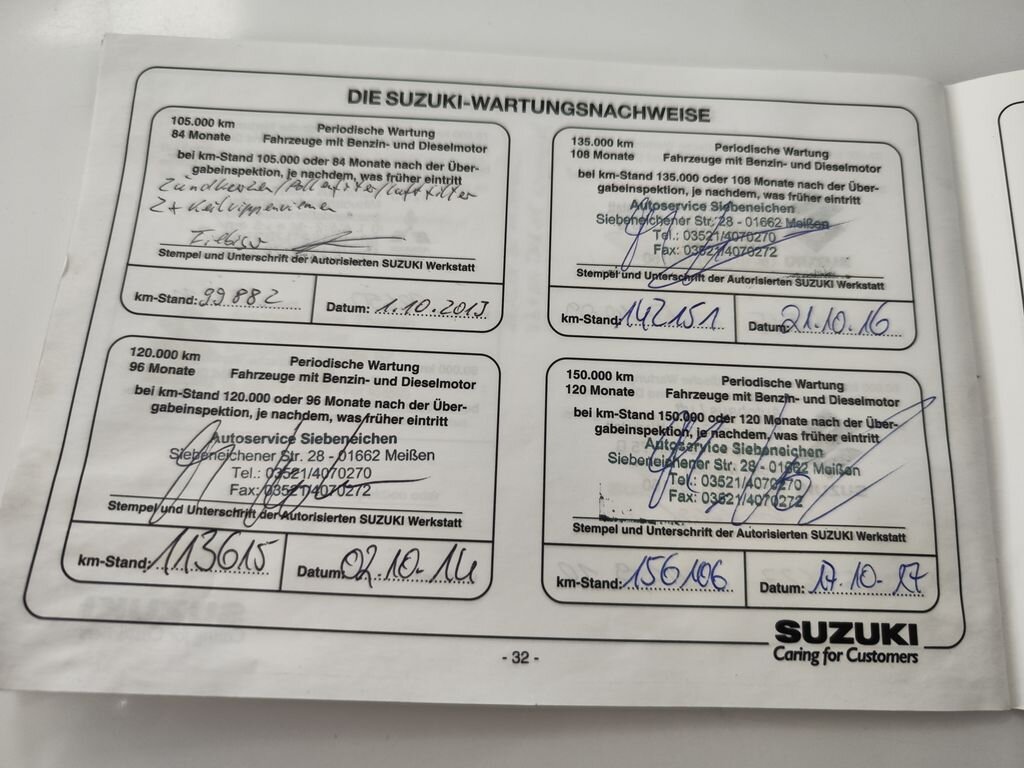 DIE SUZUKI-WARTUNGSNACHWEISE
105.000 km
84 Monate
Periodische Wartung
Fahrzeuge mit Benzin- und Dieselmotor
bei km-Stand 105.000 oder 84 Monate nach der Über-
gabeinspektion, je nachdem, was früher eintritt
Zündkerzen/Pollenfilter/Luftfilter
2x Keilrippenriemen
Stempel und Unterschrift der Autorisierten SUZUKI Werkstatt
km-Stand: 99.882
Datum: 1.10.2013
120.000 km
96 Monate
Periodische Wartung
Fahrzeuge mit Benzin- und Dieselmotor
bei km-Stand 120.000 oder 96 Monate nach der Über-
gabeinspektion, je nachdem, was früher eintritt
Autoservice Siebeneichen
Siebeneichener Str. 28 - 01662 Meißen
Tel.: 03521/4070270
Fax: 03521/4070272
Stempel und Unterschrift der Autorisierten SUZUKI Werkstatt
km-Stand: 113615
Datum: 02.10.14
135.000 km
108 Monate
Periodische Wartung
Fahrzeuge mit Benzin- und Dieselmotor
bei km-Stand 135.000 oder 108 Monate nach der Über-
gabeinspektion, je nachdem, was früher eintritt
Autoservice Siebeneichen
Siebeneichener Str. 28 - 01662 Meißen
Tel.: 03521/4070270
Fax: 03521/4070272
Stempel und Unterschrift der Autorisierten SUZUKI Werkstatt
km-Stand: 142151
Datum: 21.10.16
150.000 km
120 Monate
Periodische Wartung
Fahrzeuge mit Benzin- und Dieselmotor
bei km-Stand 150.000 oder 120 Monate nach der Über-
gabeinspektion, je nachdem, was früher eintritt
Autoservice Siebeneichen
Siebeneichener Str. 28 - 01662 Meißen
Tel.: 03521/4070270
Fax: 03521/4070272
Stempel und Unterschrift der Autorisierten SUZUKI Werkstatt
km-Stand: 156106
Datum: 17.10-17
SUZUKI
Caring for Customers
- 32 -